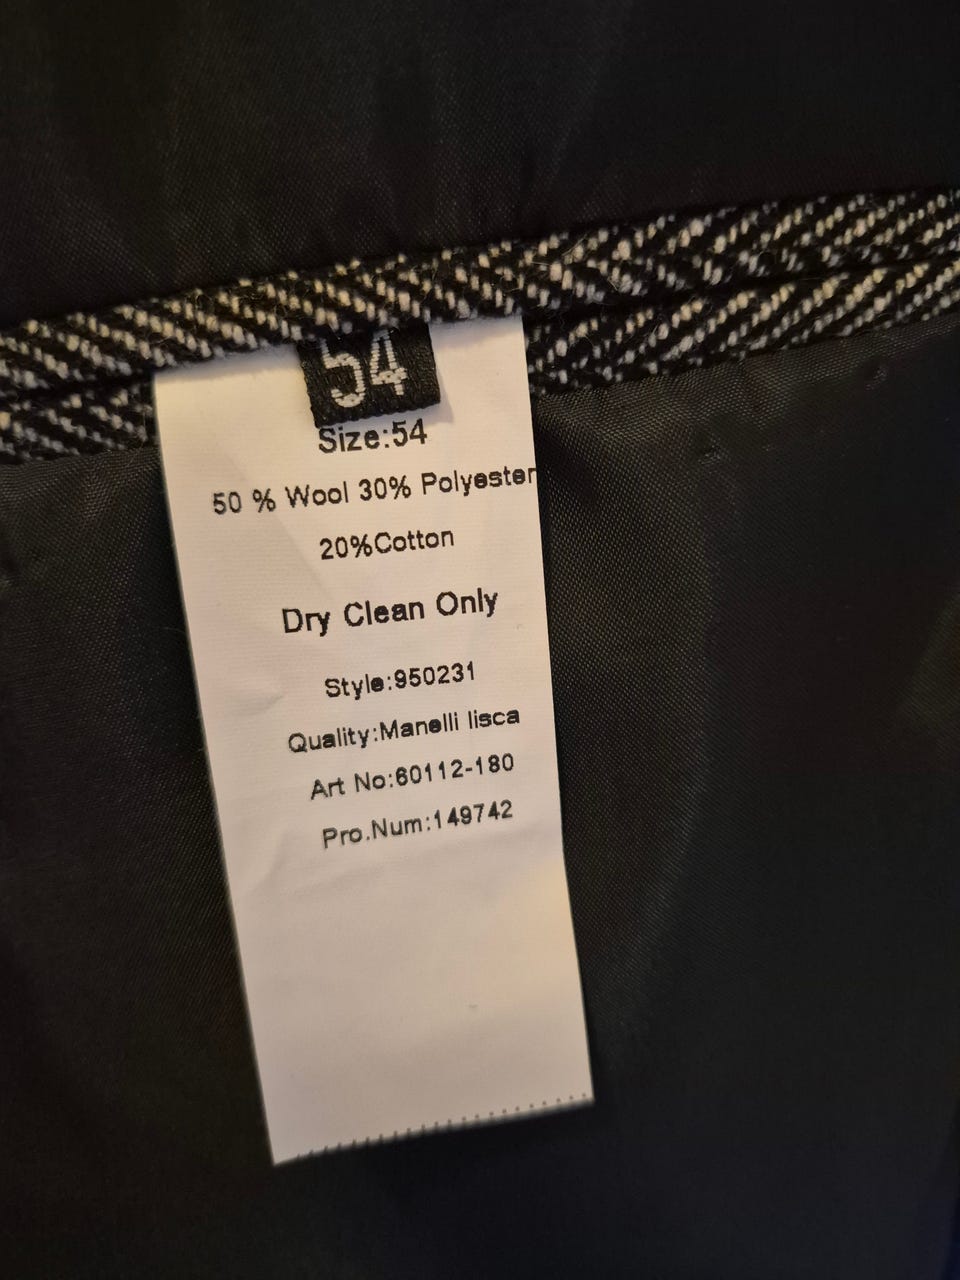 54
Size:54
50 % Wool 30% Polyester
20%Cotton
Dry Clean Only
Style:950231
Quality:Manelli lisca
Art No:60112-180
Pro.Num:149742